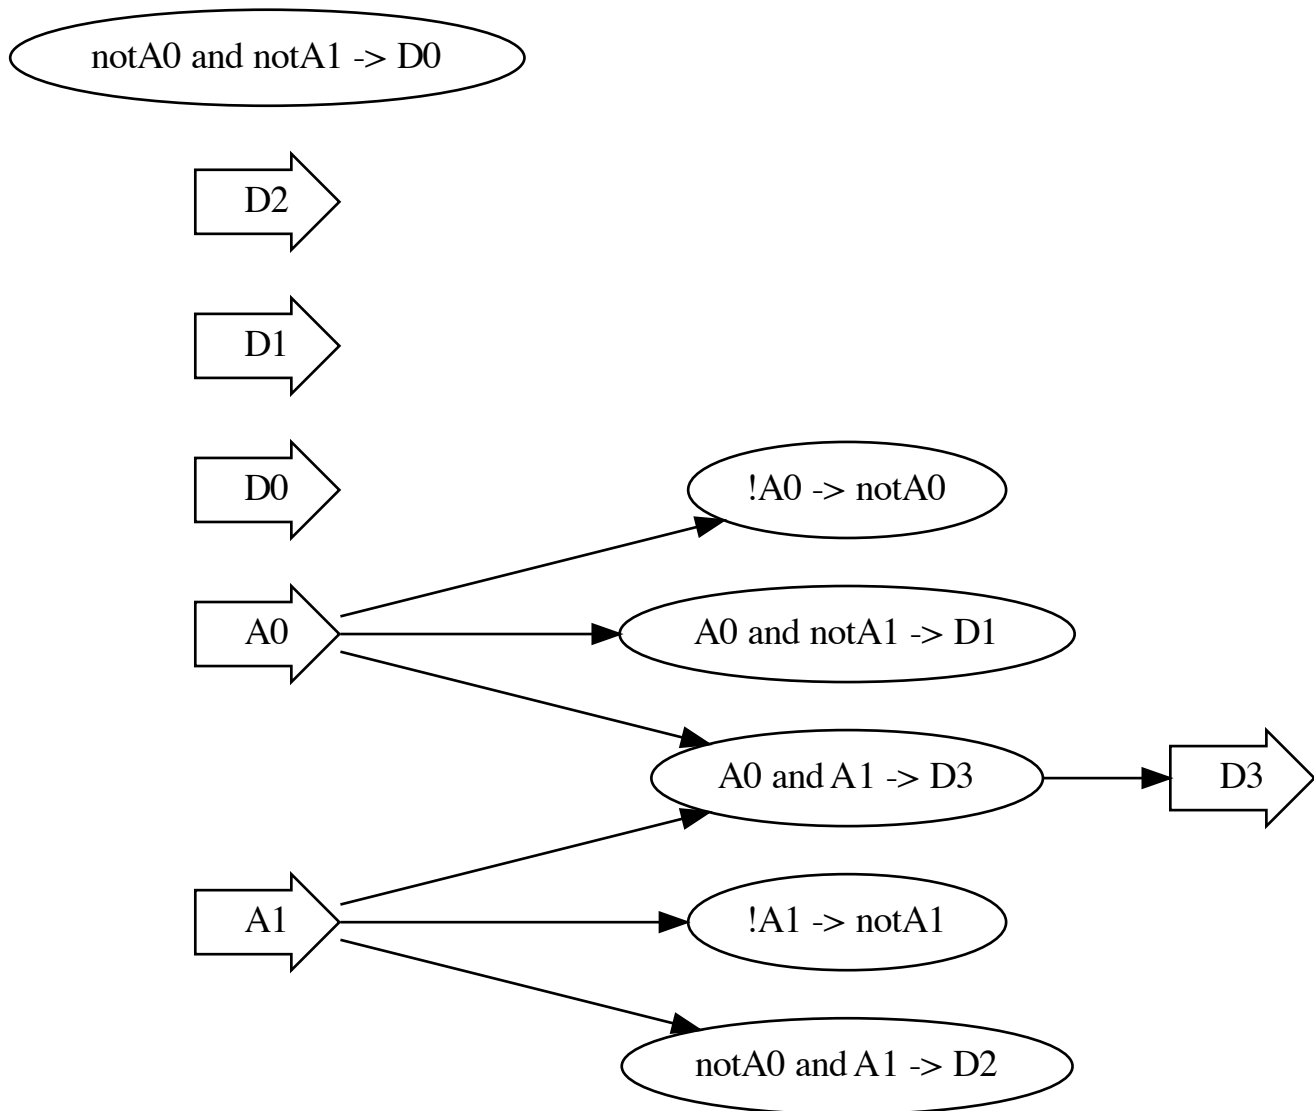 notA0 and notA1 -> D0
D2
D1
D0
!A0 -> notA0
A0
A0 and notA1 -> D1
A0 and A1 -> D3
D3
A1
!A1 -> notA1
notA0 and A1 -> D2